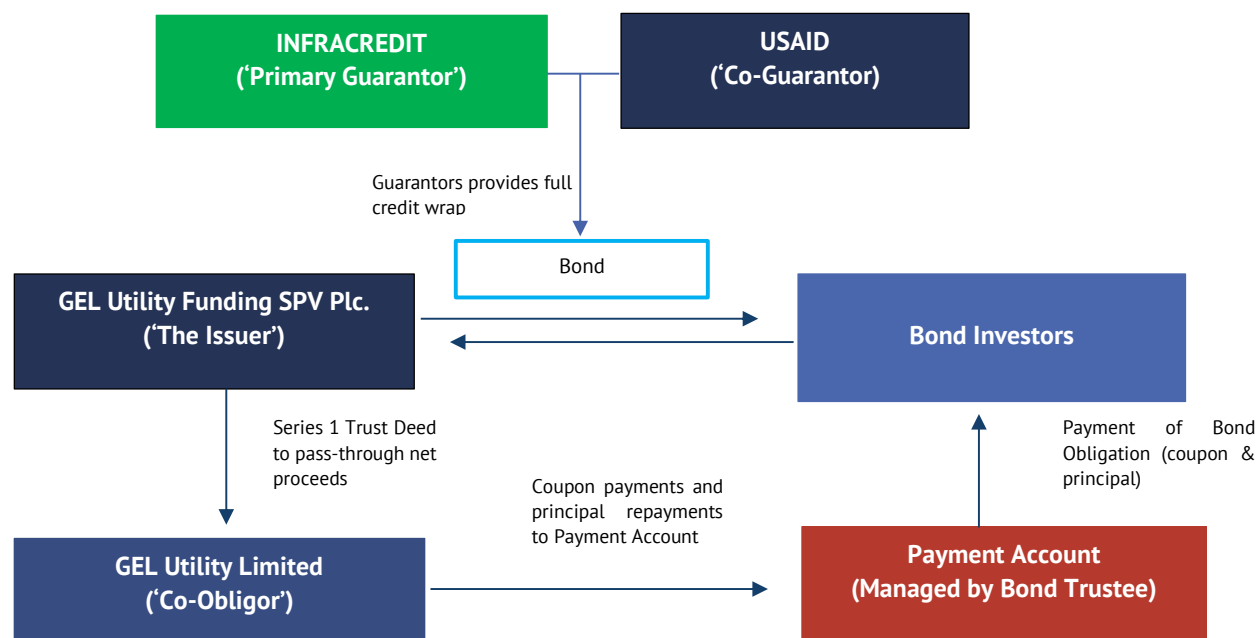 INFRACREDIT
(‘Primary Guarantor’)
USAID
(‘Co-Guarantor)
Guarantors provides full
credit wrap
Bond
GEL Utility Funding SPV Plc.
(‘The Issuer’)
Bond Investors
Series 1 Trust Deed
to pass-through net
proceeds
Payment of Bond
Obligation (coupon &
principal)
Coupon payments and
principal repayments
to Payment Account
GEL Utility Limited
(‘Co-Obligor’)
Payment Account
(Managed by Bond Trustee)